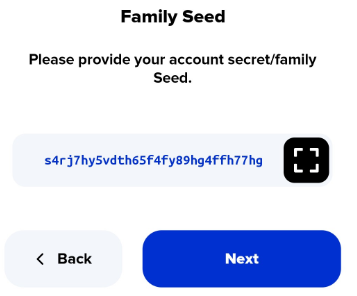 Family Seed
Please provide your account secret/family
Seed.
s4rj7hy5vdth65f4fy89hg4ffh77hg
Back
Next